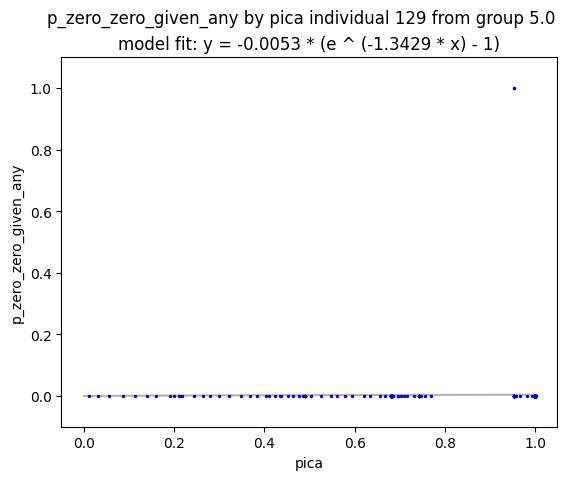 p_zero_zero_given_any by pica individual 129 from group 5.0
model fit: y = -0.0053 * (e ^ (-1.3429 * x) - 1)
1.0
0.8
0.6
0.4
0.2
0.0
p_zero_zero_given_any
0.0 0.2 0.4 0.6 0.8 1.0
pica